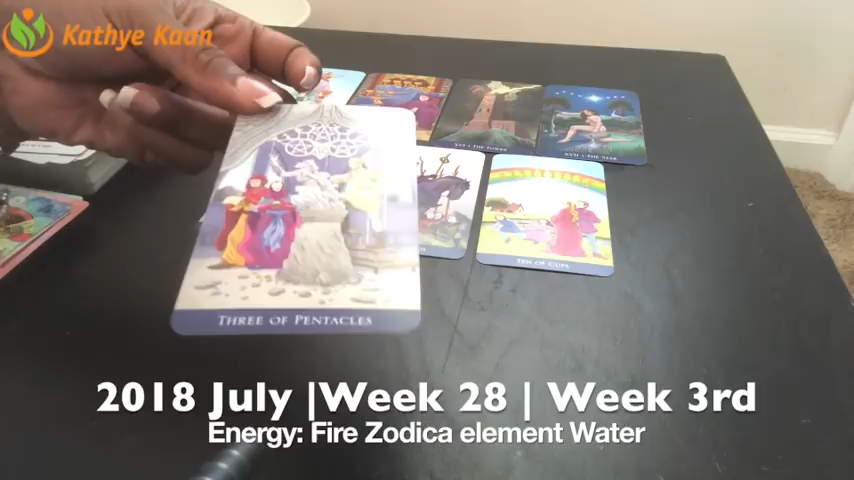 Kathye Kaan
XVI • THE TOWER
XVII • THE STAR
TEN OF CUPS
THREE OF PENTACLES
2018 July |Week 28 | Week 3rd
Energy: Fire Zodica element Water